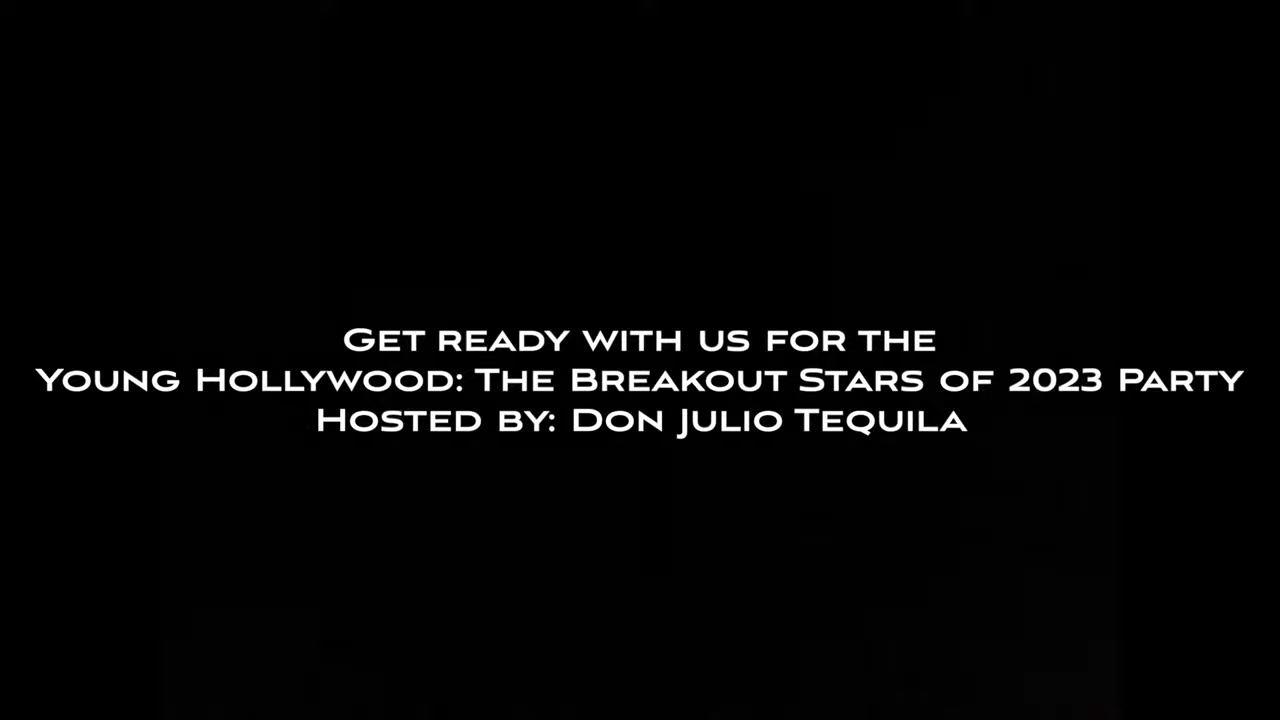 Get ready with us for the
Young Hollywood: The Breakout Stars of 2023 Party
Hosted by: Don Julio Tequila